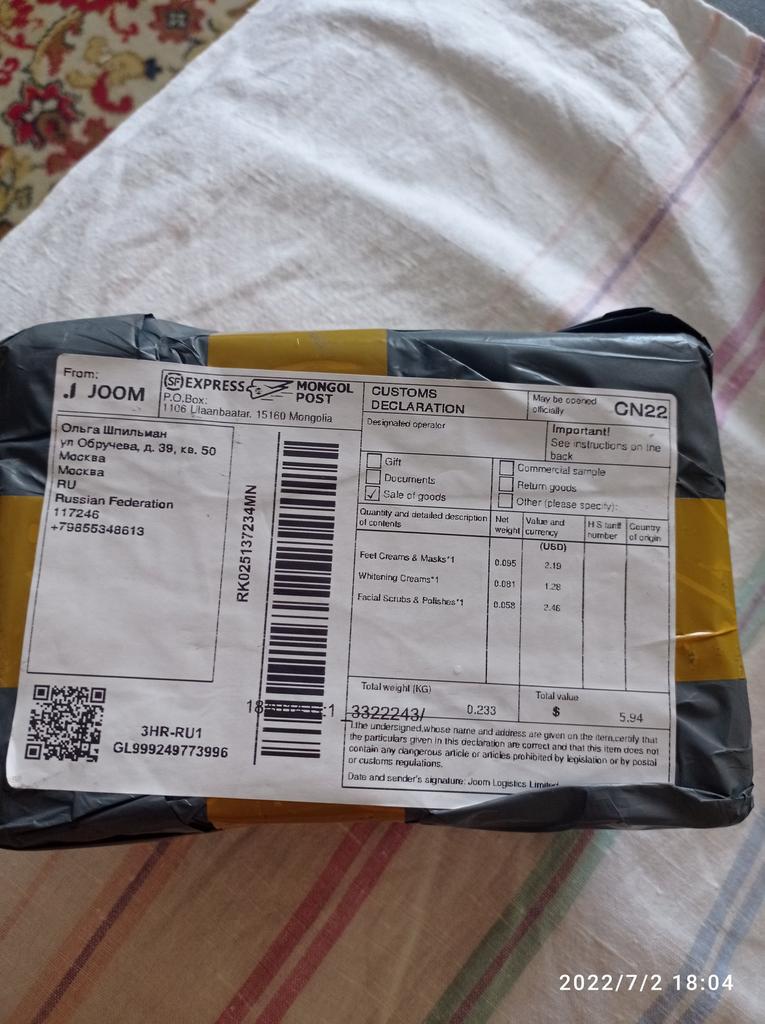 From:
JOOM
SF EXPRESS MONGOL POST
P.O.Box:
1106 Ulaanbaatar. 15160 Mongolia
Ольга Шпильман
ул Обручева, д. 39, кв. 50
Москва
Москва
RU
Russian Federation
117246
+79855348613
RK025137234MN
3HR-RU1
GL999249773996
CUSTOMS
DECLARATION
May be opened
officially
CN22
Designated operator
Important!
See instructions on the
back
Gift
Documents
Sale of goods
Commercial sample
Return goods
Other (please specify):
Quantity and detailed description
of contents
Net
weight
Value and
currency
(USD)
H S tariff
number
Country
of origin
Feet Creams & Masks*1 0.095 2.19
Whitening Creams*1 0.081 1.28
Facial Scrubs & Polishes*1 0.058 2.46
Total weight (KG) 0.233
Total value
$ 5.94
3322243/
I,the undersigned,whose name and address are given on the item,certify that
the particulars given in this declaration are correct and that this item does not
contain any dangerous article or articles prohibited by legislation or by postal
or customs regulations.
Date and sender's signature: Joom Logistics
2022/7/2 18:04